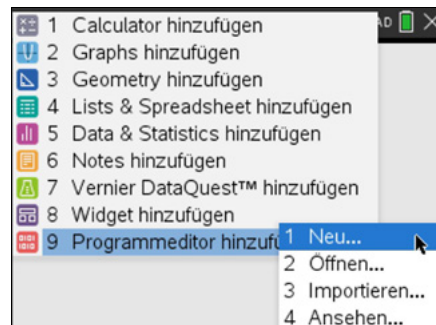 1 Calculator hinzufügen
2 Graphs hinzufügen
3 Geometry hinzufügen
4 Lists & Spreadsheet hinzufügen
5 Data & Statistics hinzufügen
6 Notes hinzufügen
7 Vernier DataQuest™ hinzufügen
8 Widget hinzufügen
9 Programmeditor hinzufü
1 Neu...
2 Öffnen...
3 Importieren...
4 Ansehen...